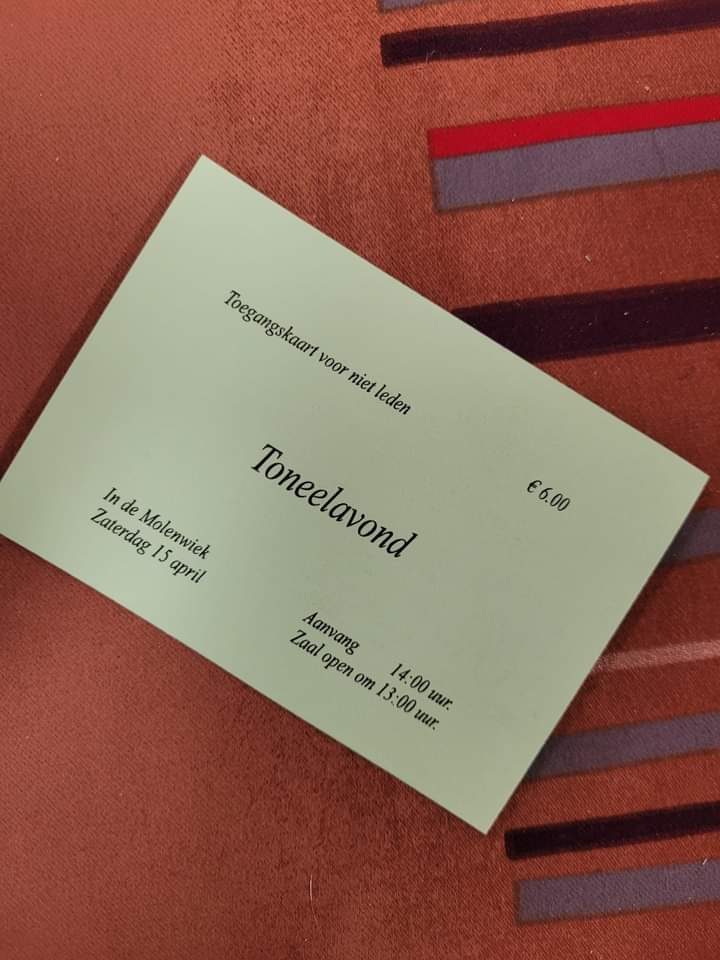 Toegangskaart voor niet leden
€ 6.00
Toneelavond
In de Molenwiek
Zaterdag 15 april
Aanvang 14:00 uur.
Zaal open om 13:00 uur.